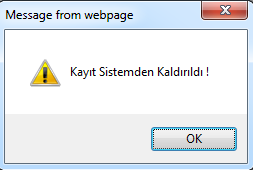 Message from webpage
Kayıt Sistemden Kaldırıldı !
OK